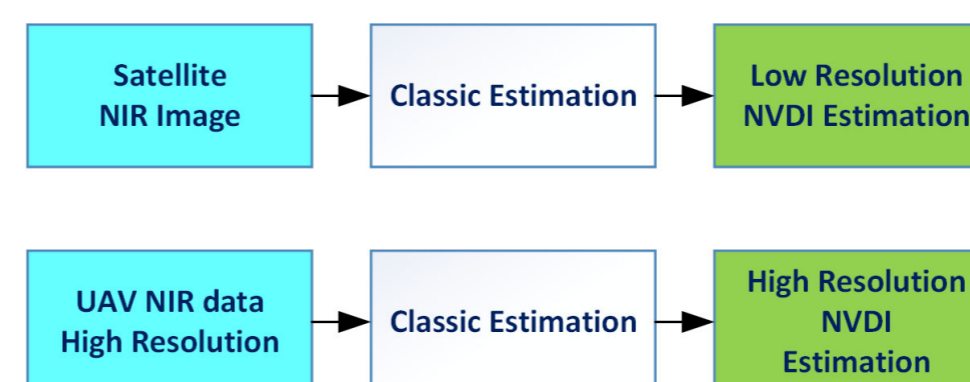 Satellite
NIR Image
Classic Estimation
Low Resolution
NVDI Estimation
UAV NIR data
High Resolution
Classic Estimation
High Resolution
NVDI
Estimation